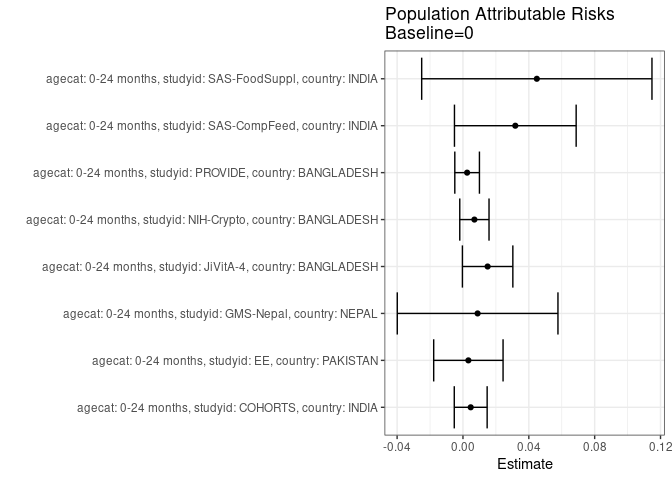 Population Attributable Risks
Baseline=0
agecat: 0-24 months, studyid: SAS-FoodSuppl, country: INDIA
agecat: 0-24 months, studyid: SAS-CompFeed, country: INDIA
agecat: 0-24 months, studyid: PROVIDE, country: BANGLADESH
agecat: 0-24 months, studyid: NIH-Crypto, country: BANGLADESH
agecat: 0-24 months, studyid: JiVitA-4, country: BANGLADESH
agecat: 0-24 months, studyid: GMS-Nepal, country: NEPAL
agecat: 0-24 months, studyid: EE, country: PAKISTAN
agecat: 0-24 months, studyid: COHORTS, country: INDIA
-0.04 0.00 0.04 0.08 0.12
Estimate